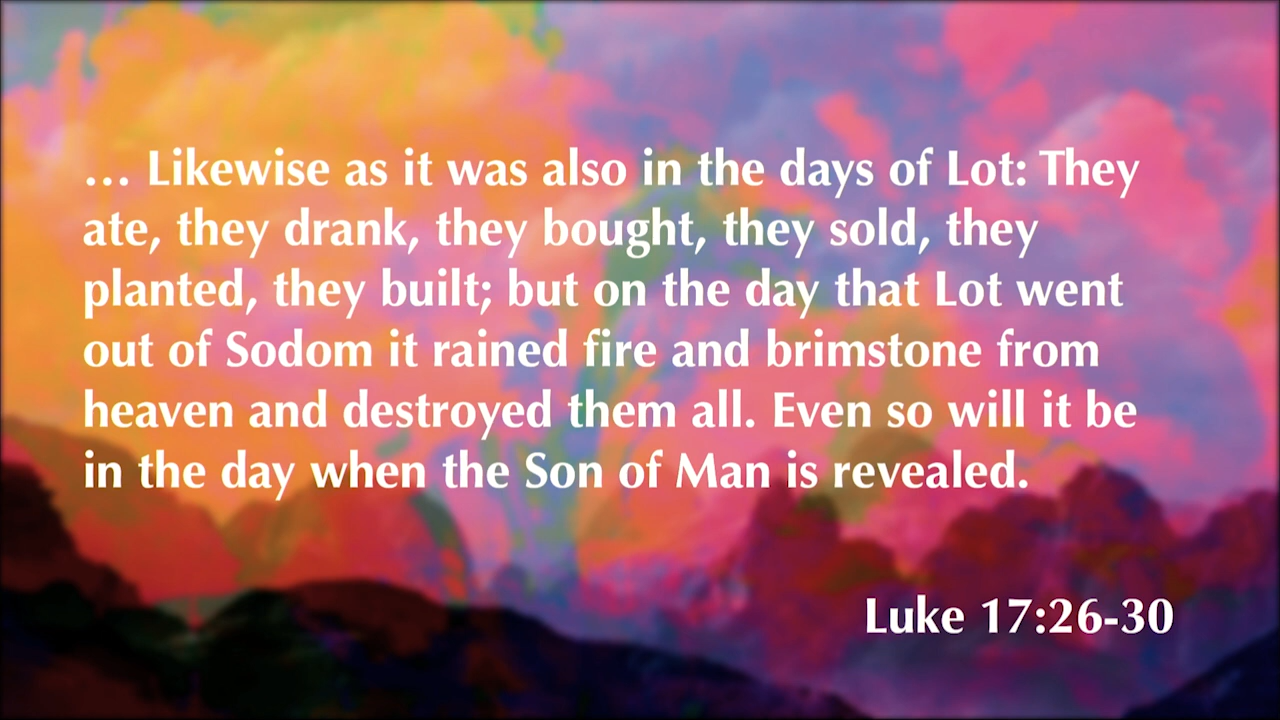 ... Likewise as it was also in the days of Lot: They
ate, they drank, they bought, they sold, they
planted, they built; but on the day that Lot went
out of Sodom it rained fire and brimstone from
heaven and destroyed them all. Even so will it be
in the day when the Son of Man is revealed.
Luke 17:26-30